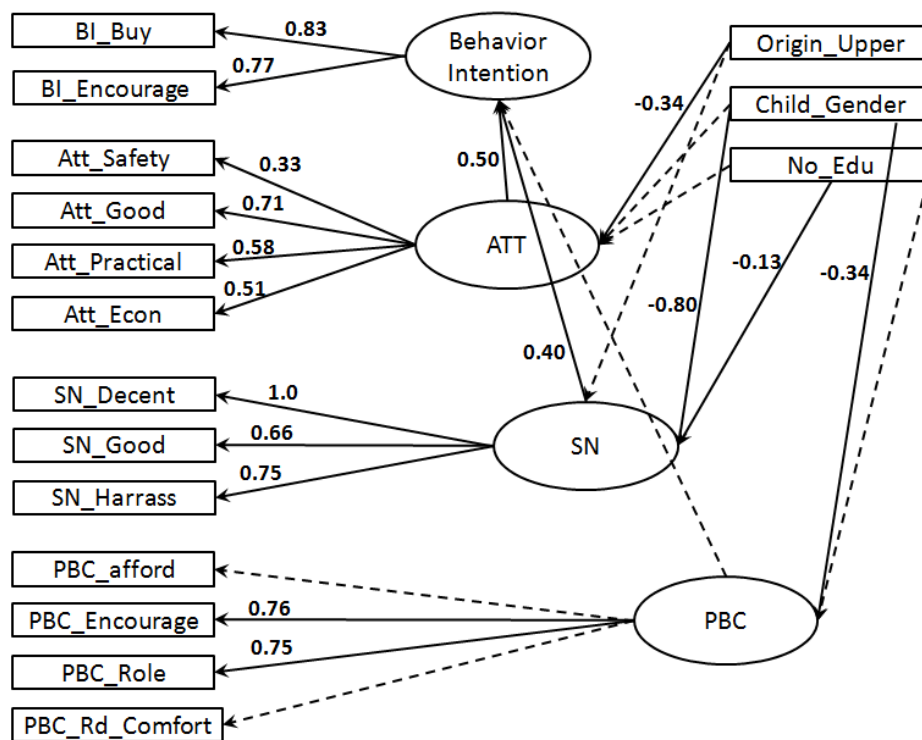 BI_Buy
0.83
Behavior
Intention
Origin_Upper
BI_Encourage
0.77
-0.34
Child_Gender
Att_Safety
0.33
0.50
No_Edu
Att_Good
0.71
ATT
Att_Practical
0.58
-0.13
-0.34
Att_Econ
0.51
-0.80
0.40
SN_Decent
1.0
SN_Good
0.66
SN
SN_Harrass
0.75
PBC_afford
PBC_Encourage
0.76
PBC
PBC_Role
0.75
PBC_Rd_Comfort